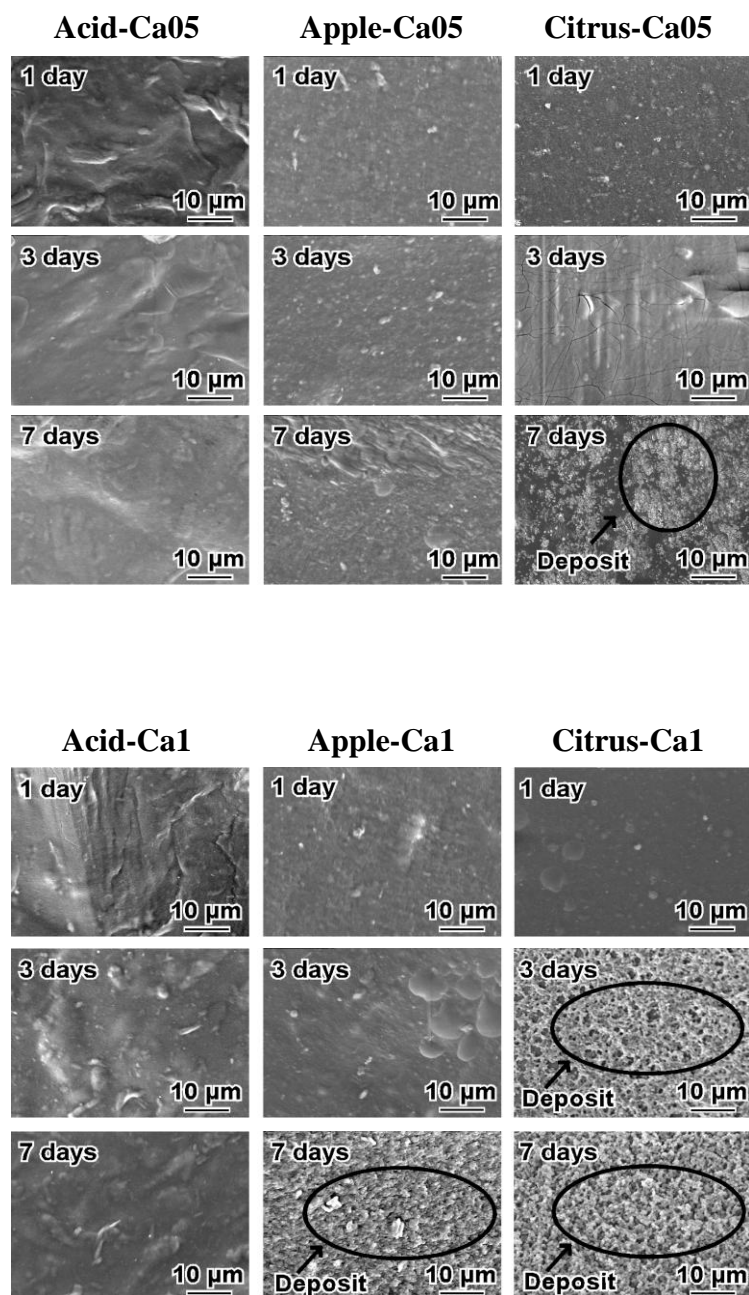 Acid-Ca05 Apple-Ca05 Citrus-Ca05
1 day 1 day 1 day
10 µm 10 µm 10 µm
3 days 3 days 3 days
10 µm 10 µm 10 µm
7 days 7 days 7 days
Deposit
10 µm 10 µm 10 µm
Acid-Ca1 Apple-Ca1 Citrus-Ca1
1 day 1 day 1 day
10 µm 10 µm 10 µm
3 days 3 days 3 days
Deposit
10 µm 10 µm 10 µm
7 days 7 days 7 days
Deposit Deposit
10 µm 10 µm 10 µm